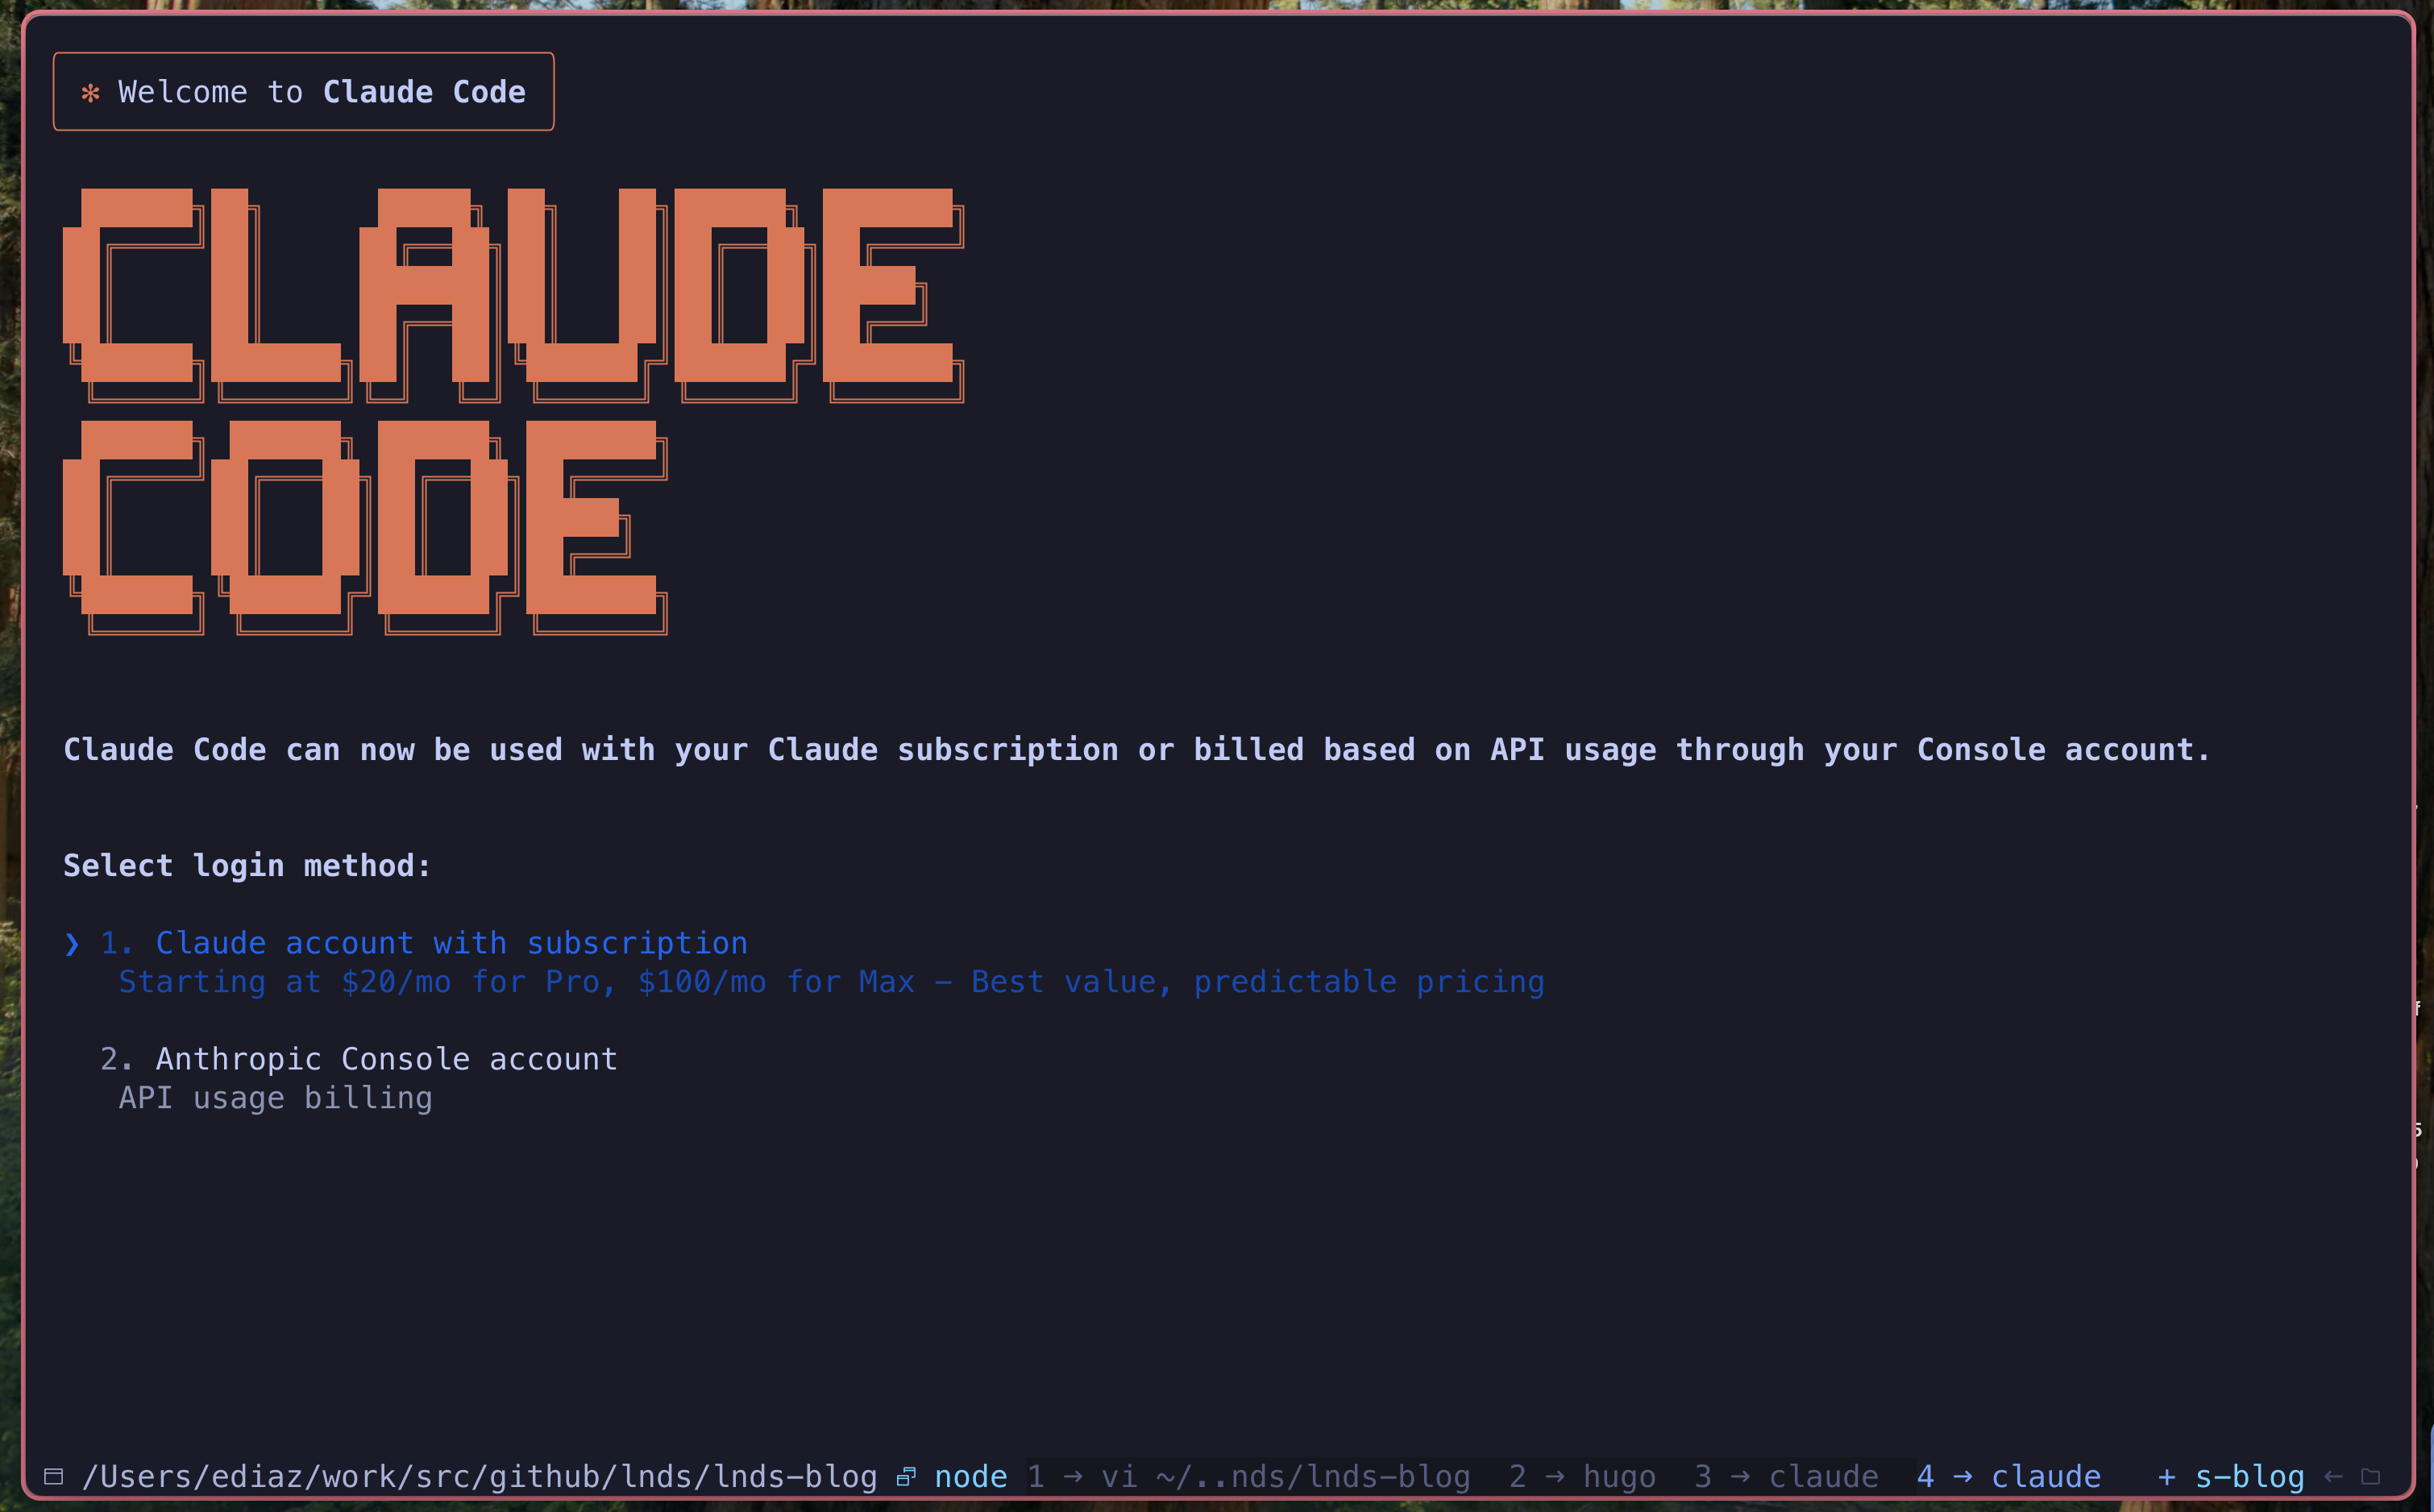 ✻ Welcome to Claude Code
CLAUDE
CODE
Claude Code can now be used with your Claude subscription or billed based on API usage through your Console account.
Select login method:
❯ 1. Claude account with subscription
Starting at $20/mo for Pro, $100/mo for Max - Best value, predictable pricing
2. Anthropic Console account
API usage billing
/Users/ediaz/work/src/github/lnds/lnds-blog node 1 → vi ~/..nds/lnds-blog 2 → hugo 3 → claude 4 → claude + s-blog ←